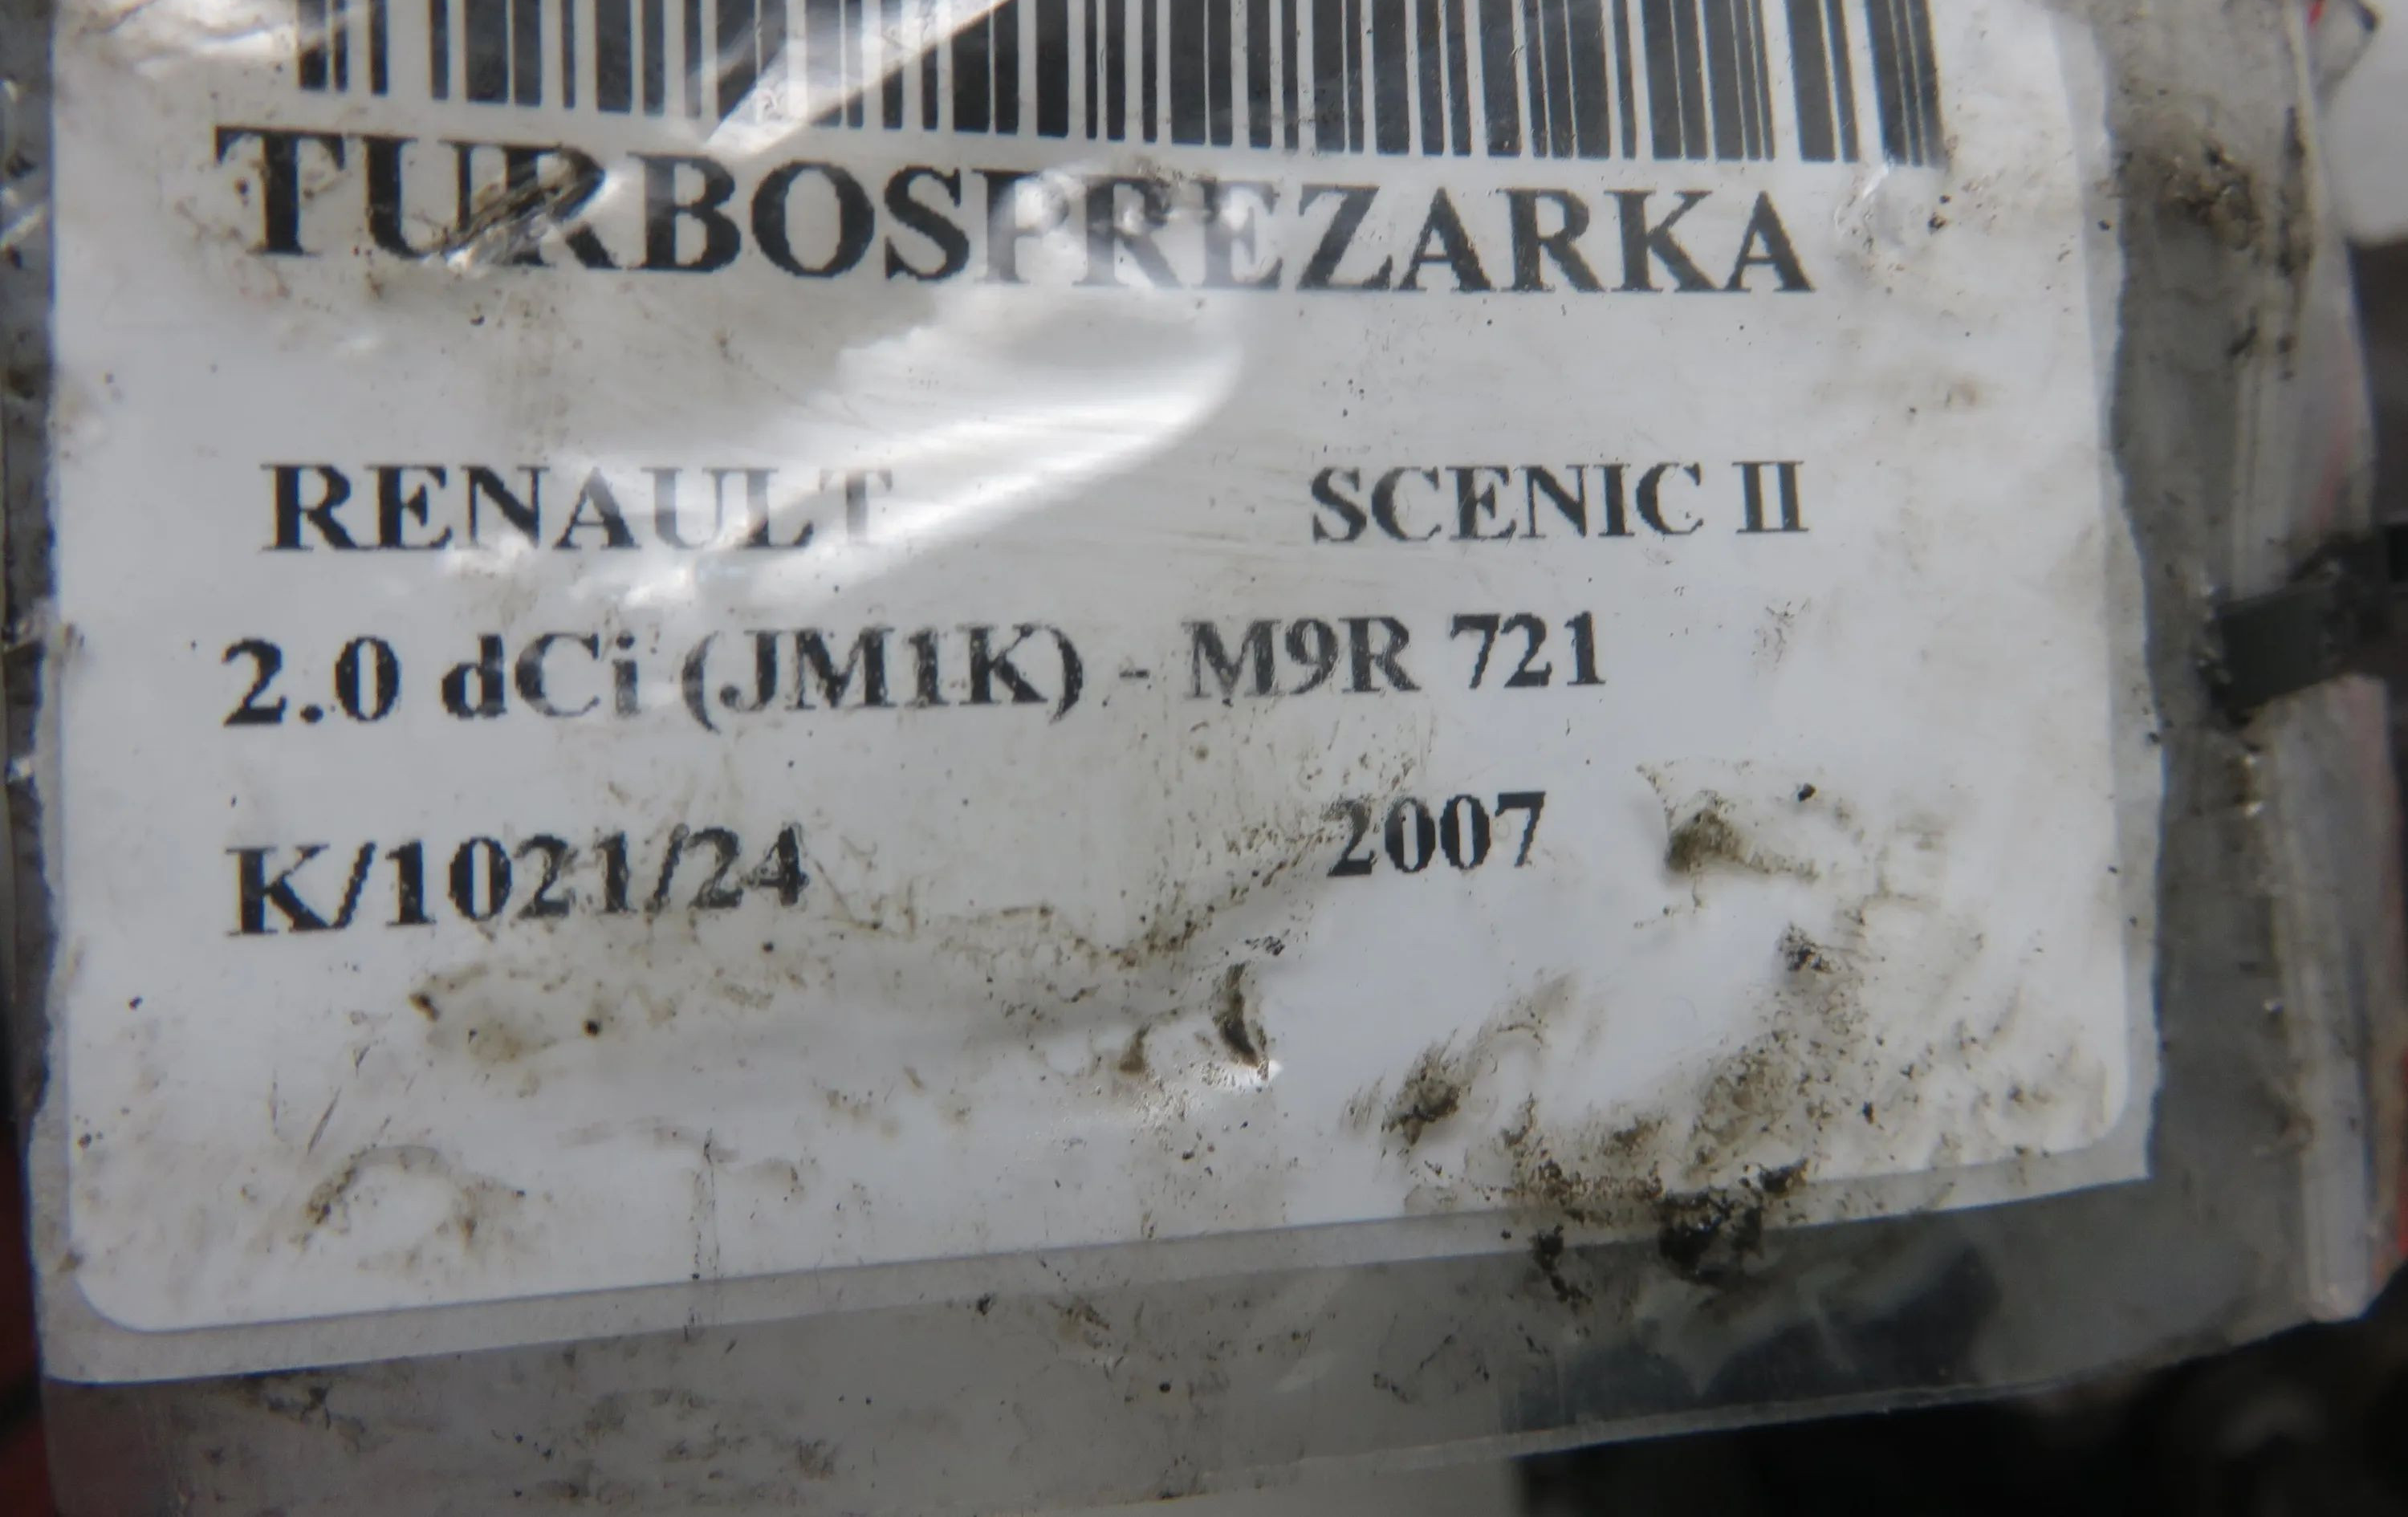 TURBOSPREZARKA
RENAULT SCENIC II
2.0 dCi (JM1K) - M9R 721
K/1021/24 2007